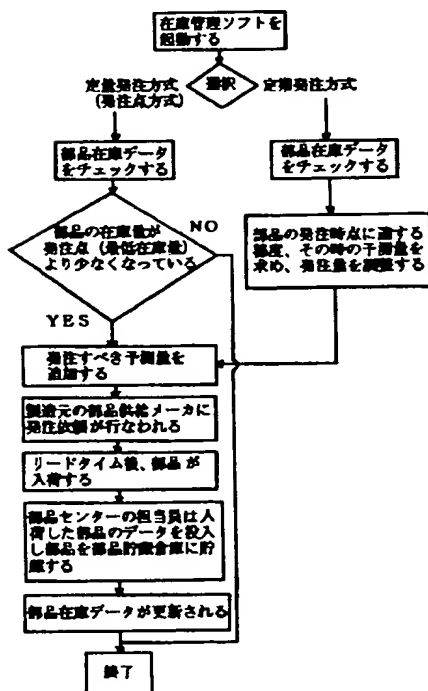 在庫管理ソフトを
起動する
選択
定量発注方式
(発注点方式)
定期発注方式
部品在庫データ
をチェックする
部品在庫データ
をチェックする
部品の在庫量が
発注点(最低在庫量)
より少なくなっている
NO
YES
部品の発注時点に達する
都度、その時の予測量を
求め、発注量を調整する
発注すべき予測量を
追加する
製造元の部品供給メーカに
発注依頼が行なわれる
リードタイム後、部品が
入荷する
部品センターの担当員は入
荷した部品のデータを投入
し部品を部品貯蔵倉庫に貯
蔵する
部品在庫データが更新される
終了